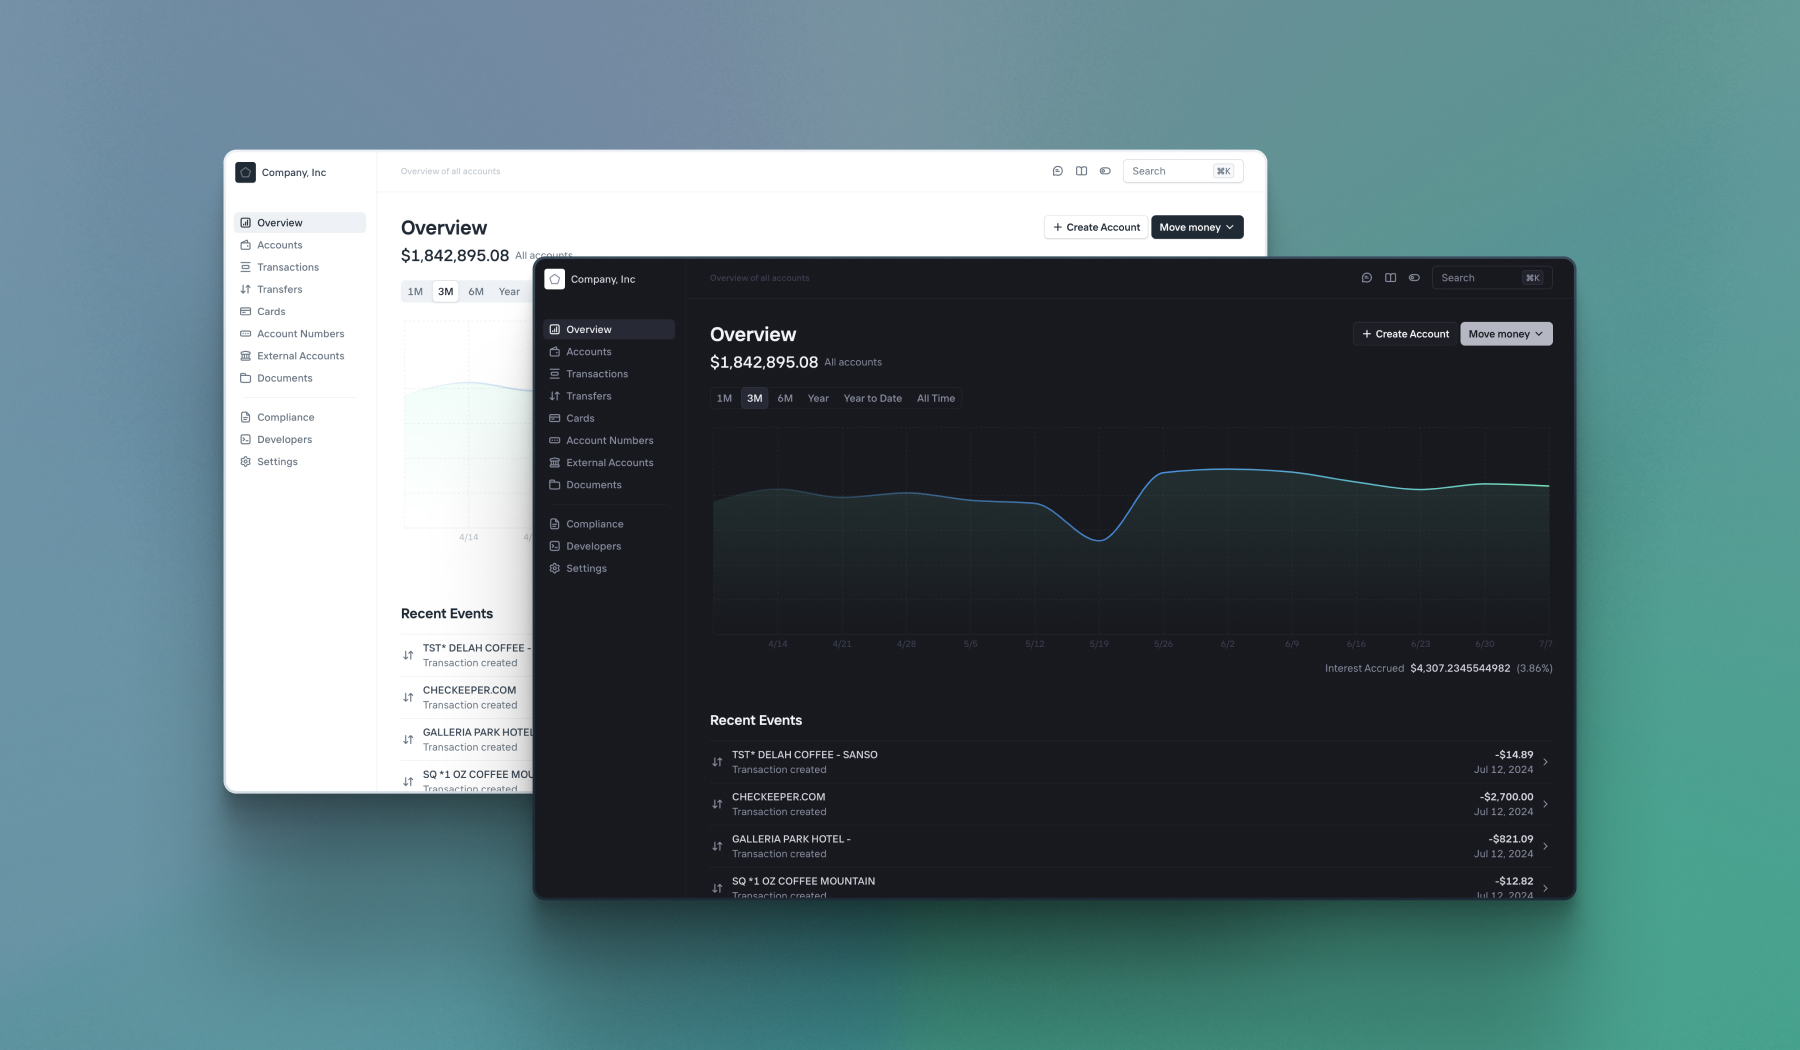 Company, Inc
Overview of all accounts
Search ⌘K
Overview
Accounts
Transactions
Transfers
Cards
Account Numbers
External Accounts
Documents
Compliance
Developers
Settings
Overview
+ Create Account
Move money
$1,842,895.08 All accounts
1M 3M 6M Year
4/14
Recent Events
TST* DELAH COFFEE -
Transaction created
CHECKEEPER.COM
Transaction created
GALLERIA PARK HOTEL
Transaction created
SQ *1 OZ COFFEE MOU
Transaction created
Company, Inc
Overview of all accounts
Search ⌘K
Overview
Accounts
Transactions
Transfers
Cards
Account Numbers
External Accounts
Documents
Compliance
Developers
Settings
Overview
+ Create Account
Move money
$1,842,895.08 All accounts
1M 3M 6M Year Year to Date All Time
4/14 4/21 4/28 5/5 5/12 5/19 5/26 6/2 6/9 6/16 6/23 6/30 7/7
Interest Accrued $4,307.2345544982 (3.86%)
Recent Events
TST* DELAH COFFEE - SANSO -$14.89
Transaction created Jul 12, 2024
CHECKEEPER.COM -$2,700.00
Transaction created Jul 12, 2024
GALLERIA PARK HOTEL - -$821.09
Transaction created Jul 12, 2024
SQ *1 OZ COFFEE MOUNTAIN -$12.82
Transaction created Jul 12, 2024